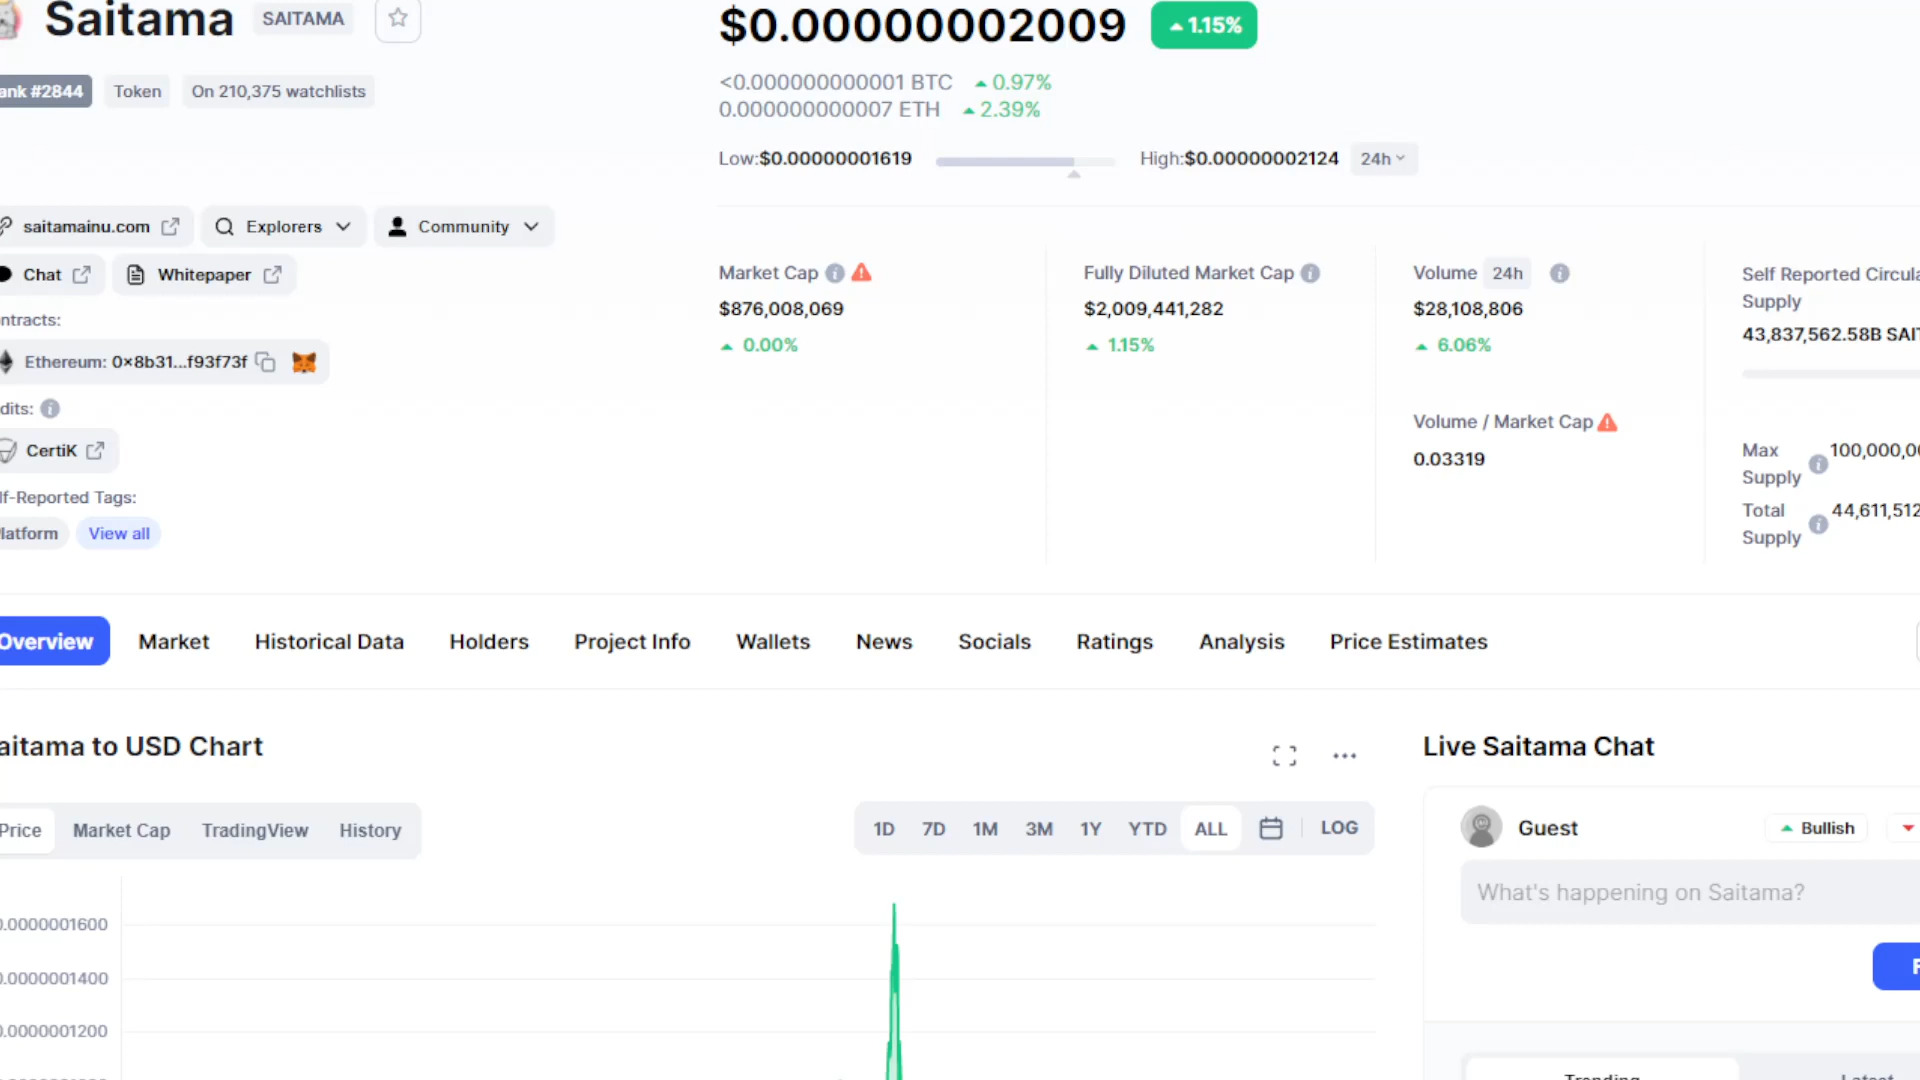 Saitama SAITAMA
$0.00000002009 1.15%
ank #2844 Token On 210,375 watchlists
<0.000000000001 BTC 0.97%
0.000000000007 ETH 2.39%
Low:$0.00000001619 High:$0.00000002124 24h
saitamainu.com Explorers Community
Chat Whitepaper
ntracts:
Ethereum: 0x8b31...f93f73f
dits:
CertiK
lf-Reported Tags:
latform View all
Market Cap
$876,008,069
0.00%
Fully Diluted Market Cap
$2,009,441,282
1.15%
Volume 24h
$28,108,806
6.06%
Volume / Market Cap
0.03319
Self Reported Circula
Supply
43,837,562.58B SAI
Max Supply 100,000,0
Total Supply 44,611,512
Overview Market Historical Data Holders Project Info Wallets News Socials Ratings Analysis Price Estimates
aitama to USD Chart
Price Market Cap TradingView History
1D 7D 1M 3M 1Y YTD ALL LOG
0.0000001600
0.0000001400
0.0000001200
Live Saitama Chat
Guest Bullish
What's happening on Saitama?
Trending Latest